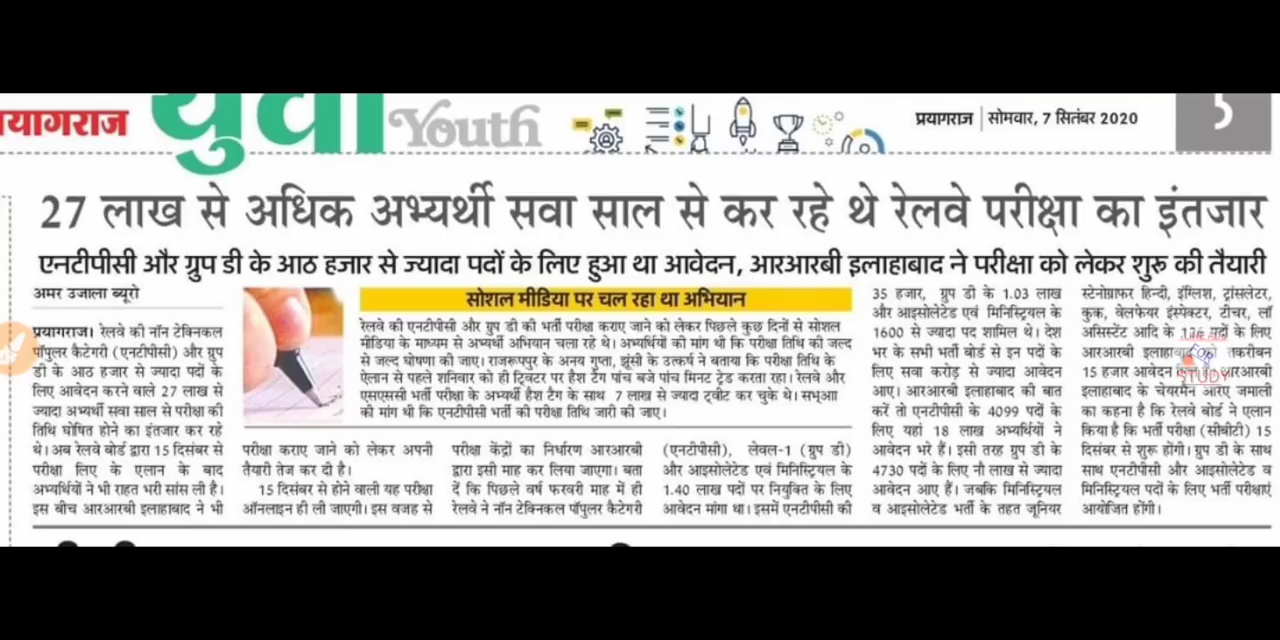 प्रयागराज
युवा
Youth
प्रयागराज | सोमवार, 7 सितंबर 2020
27 लाख से अधिक अभ्यर्थी सवा साल से कर रहे थे रेलवे परीक्षा का इंतजार
एनटीपीसी और ग्रुप डी के आठ हजार से ज्यादा पदों के लिए हुआ था आवेदन, आरआरबी इलाहाबाद ने परीक्षा को लेकर शुरू की तैयारी
अमर उजाला ब्यूरो
प्रयागराज। रेलवे की नॉन टेक्निकल
पॉपुलर कैटेगरी (एनटीपीसी) और ग्रुप
डी के आठ हजार से ज्यादा पदों के
लिए आवेदन करने वाले 27 लाख से
ज्यादा अभ्यर्थी सवा साल से परीक्षा की
तिथि घोषित होने का इंतजार कर रहे
थे। अब रेलवे बोर्ड द्वारा 15 दिसंबर से
परीक्षा लिए के एलान के बाद
अभ्यर्थियों ने भी राहत भरी सांस ली है।
इस बीच आरआरबी इलाहाबाद ने भी
सोशल मीडिया पर चल रहा था अभियान
रेलवे की एनटीपीसी और ग्रुप डी की भर्ती परीक्षा कराए जाने को लेकर पिछले कुछ दिनों से सोशल
मीडिया के माध्यम से अभ्यर्थी अभियान चला रहे थे। अभ्यर्थियों की मांग थी कि परीक्षा तिथि की जल्द
से जल्द घोषणा की जाए। राजरूपपुर के अनय गुप्ता, झूंसी के उत्कर्ष ने बताया कि परीक्षा तिथि के
ऐलान से पहले शनिवार को ही ट्विटर पर हैश टैग पांच बजे पांच मिनट ट्रेड करता रहा। रेलवे और
एसएससी भर्ती परीक्षा के अभ्यर्थी हैश टैग के साथ 7 लाख से ज्यादा ट्वीट कर चुके थे। सभी
की मांग थी कि एनटीपीसी भर्ती की परीक्षा तिथि जारी की जाए।
परीक्षा कराए जाने को लेकर अपनी
तैयारी तेज कर दी है।
15 दिसंबर से होने वाली यह परीक्षा
ऑनलाइन ही ली जाएगी। इस वजह से
परीक्षा केंद्रों का निर्धारण आरआरबी
द्वारा इसी माह कर लिया जाएगा। बता
दें कि पिछले वर्ष फरवरी माह में ही
रेलवे ने नॉन टेक्निकल पॉपुलर कैटेगरी
(एनटीपीसी), लेवल-1 (ग्रुप डी)
और आइसोलेटेड एवं मिनिस्ट्रियल के
1.40 लाख पदों पर नियुक्ति के लिए
आवेदन मांगा था। इसमें एनटीपीसी की
35 हजार, ग्रुप डी के 1.03 लाख
और आइसोलेटेड एवं मिनिस्ट्रियल के
1600 से ज्यादा पद शामिल थे। देश
भर के सभी भर्ती बोर्ड से इन पदों के
लिए सवा करोड़ से ज्यादा आवेदन
आए। आरआरबी इलाहाबाद की बात
करें तो एनटीपीसी के 4099 पदों के
लिए यहां 18 लाख अभ्यर्थियों ने
आवेदन भरे हैं। इसी तरह ग्रुप डी के
4730 पदों के लिए नौ लाख से ज्यादा
आवेदन आए हैं। जबकि मिनिस्ट्रियल
व आइसोलेटेड भर्ती के तहत जूनियर
स्टेनोग्राफर हिन्दी, इंग्लिश, ट्रांसलेटर,
कुक, वेलफेयर इंस्पेक्टर, टीचर, लॉ
असिस्टेंट आदि के पदों के लिए
आरआरबी तकरीबन
15 हजार आवेदन आरआरबी
इलाहाबाद के चेयरमैन आरए जमाली
का कहना है कि रेलवे बोर्ड ने एलान
किया है कि भर्ती परीक्षा (सीबीटी) 15
दिसंबर से शुरू होंगी। ग्रुप डी के साथ
साथ एनटीपीसी और आइसोलेटेड व
मिनिस्ट्रियल पदों के लिए भर्ती परीक्षाएं
आयोजित होंगी।
FOR
STUDY